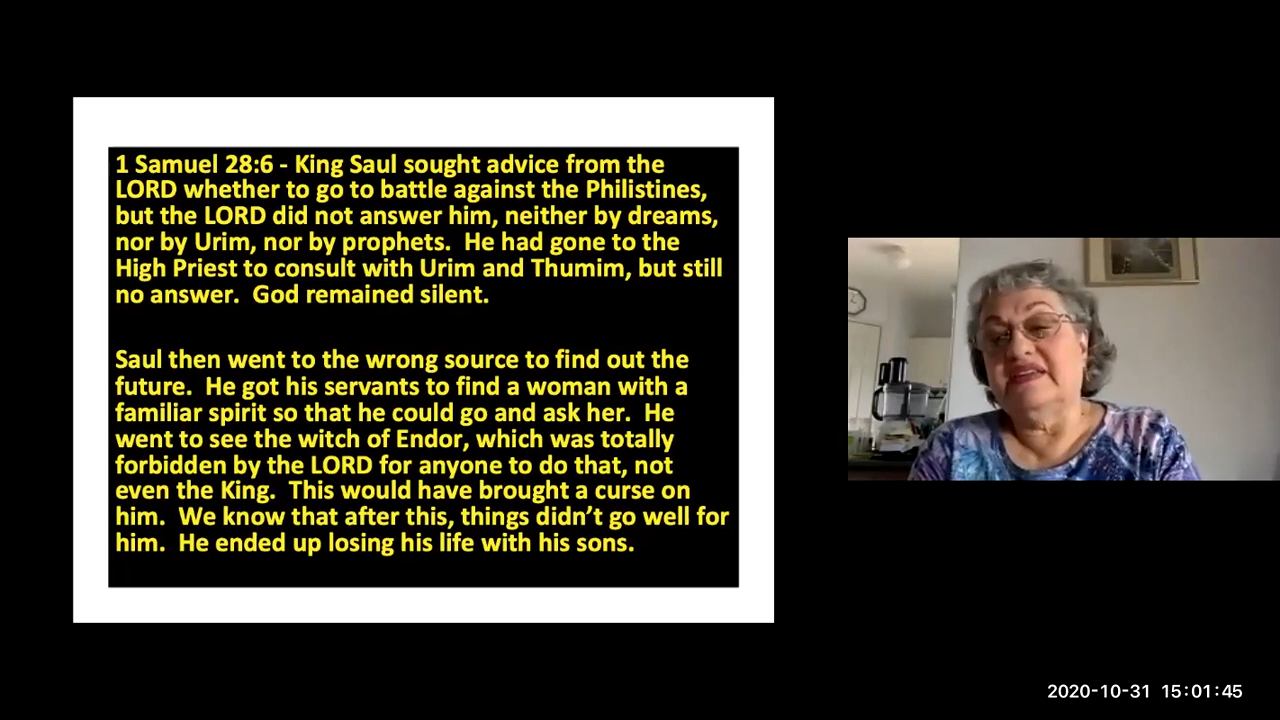 1 Samuel 28:6 - King Saul sought advice from the
LORD whether to go to battle against the Philistines,
but the LORD did not answer him, neither by dreams,
nor by Urim, nor by prophets.  He had gone to the
High Priest to consult with Urim and Thumim, but still
no answer.  God remained silent.
Saul then went to the wrong source to find out the
future.  He got his servants to find a woman with a
familiar spirit so that he could go and ask her.  He
went to see the witch of Endor, which was totally
forbidden by the LORD for anyone to do that, not
even the King.  This would have brought a curse on
him.  We know that after this, things didn’t go well for
him.  He ended up losing his life with his sons.
2020-10-31  15:01:45